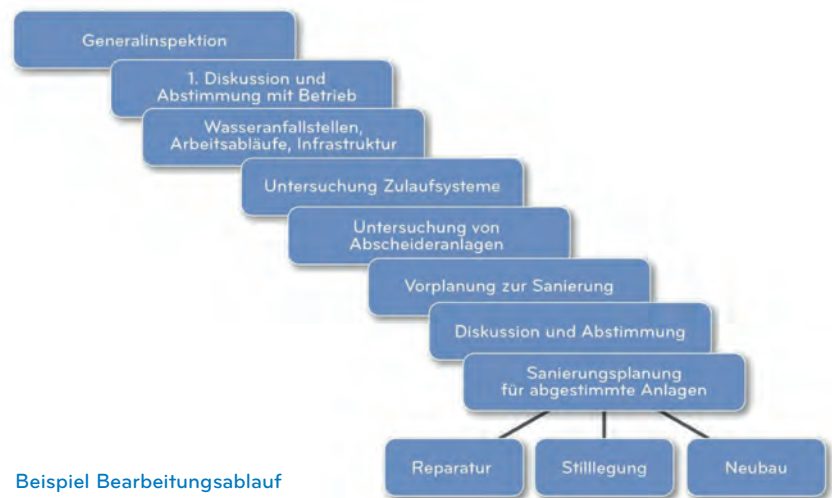 Generalinspektion
1. Diskussion und
Abstimmung mit Betrieb
Wasseranfallstellen,
Arbeitsabläufe, Infrastruktur
Untersuchung Zulaufsysteme
Untersuchung von
Abscheideranlagen
Vorplanung zur Sanierung
Diskussion und Abstimmung
Sanierungsplanung
für abgestimmte Anlagen
Reparatur
Stilllegung
Neubau
Beispiel Bearbeitungsablauf